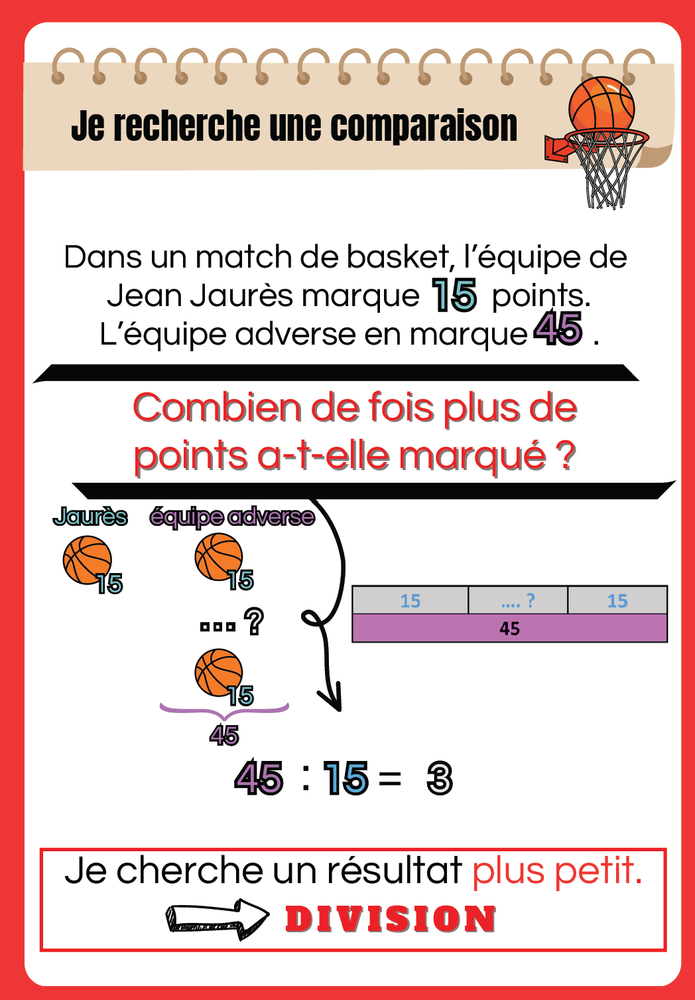 Je recherche une comparaison
Dans un match de basket, l’équipe de
Jean Jaurès marque 15 points.
L’équipe adverse en marque 45 .
Combien de fois plus de
points a-t-elle marqué ?
Jaurès équipe adverse
15 15
... ?
15
45
15 .... ? 15
45
45 : 15 = 3
Je cherche un résultat plus petit.
DIVISION